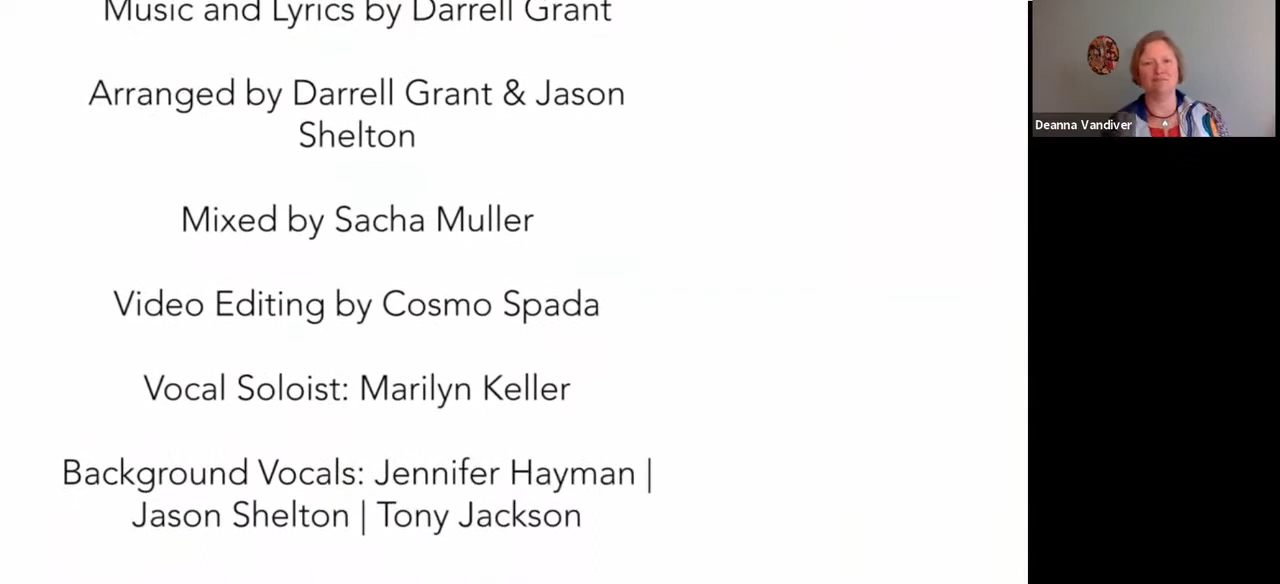 Music and Lyrics by Darrell Grant
Arranged by Darrell Grant & Jason
Shelton
Mixed by Sacha Muller
Video Editing by Cosmo Spada
Vocal Soloist: Marilyn Keller
Background Vocals: Jennifer Hayman |
Jason Shelton | Tony Jackson
Deanna Vandiver